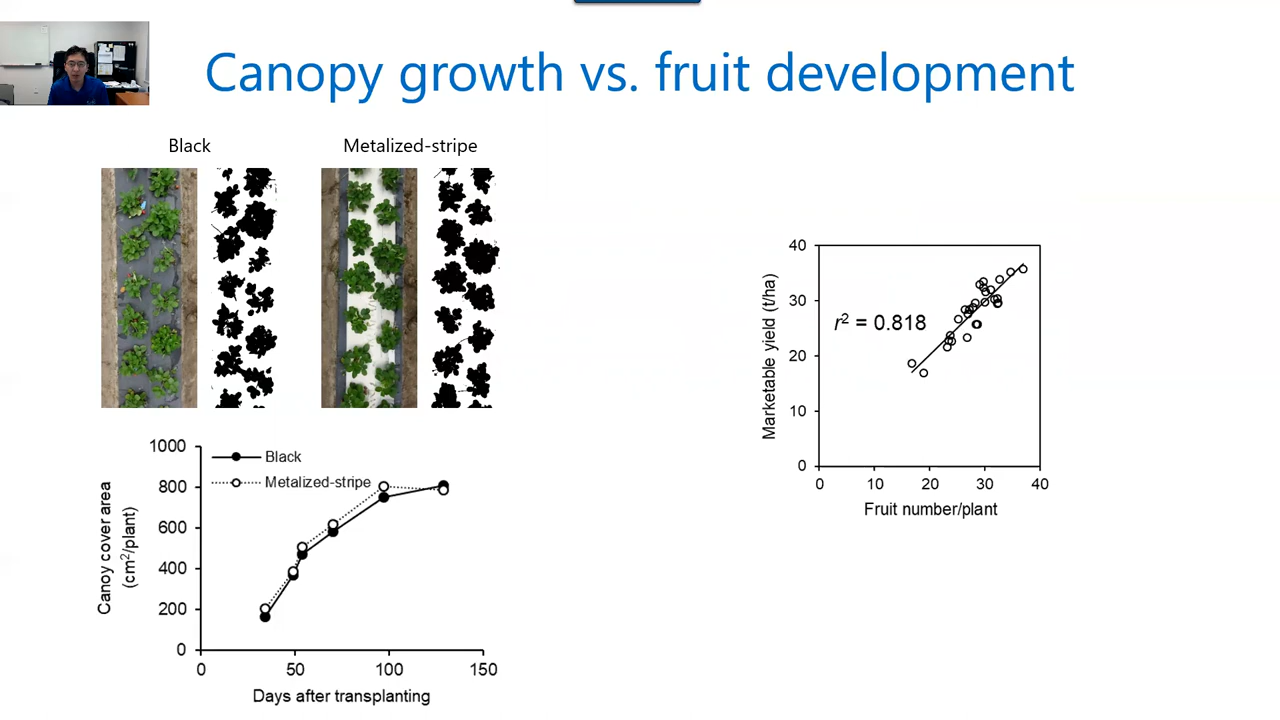 Canopy growth vs. fruit development
Black
Metalized-stripe
1000
800
600
400
200
0
Canoy cover area
(cm²/plant)
Black
Metalized-stripe
0 50 100 150
Days after transplanting
40
30
20
10
0
Marketable yield (t/ha)
r² = 0.818
0 10 20 30 40
Fruit number/plant